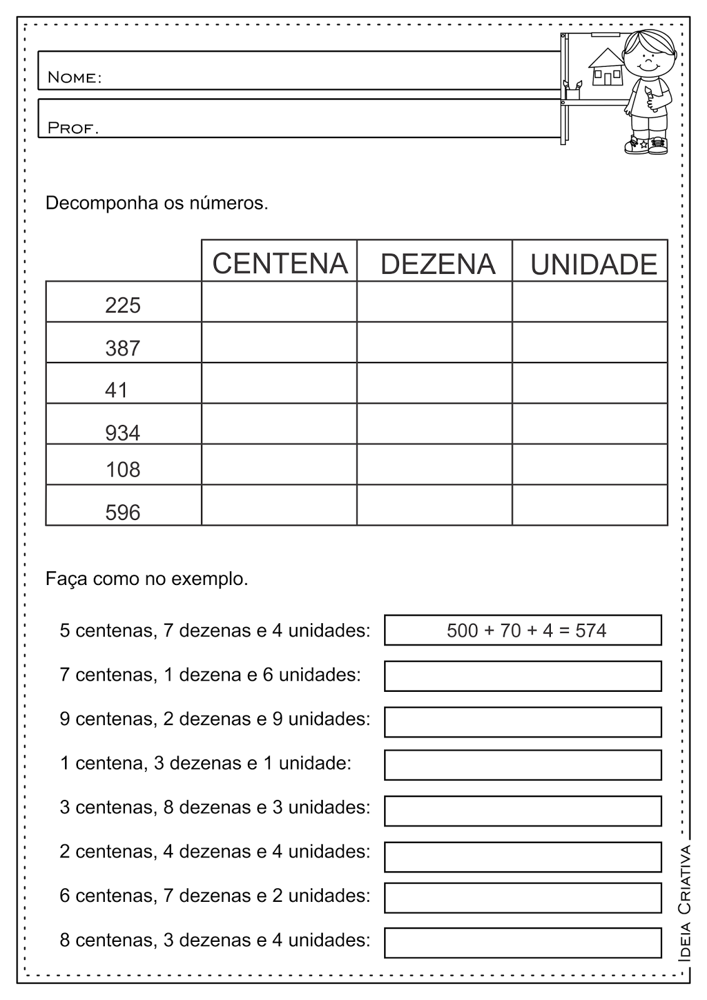 NOME:
PROF.
Decomponha os números.
CENTENA DEZENA UNIDADE
225
387
41
934
108
596
Faça como no exemplo.
5 centenas, 7 dezenas e 4 unidades: 500 + 70 + 4 = 574
7 centenas, 1 dezena e 6 unidades:
9 centenas, 2 dezenas e 9 unidades:
1 centena, 3 dezenas e 1 unidade:
3 centenas, 8 dezenas e 3 unidades:
2 centenas, 4 dezenas e 4 unidades:
6 centenas, 7 dezenas e 2 unidades:
8 centenas, 3 dezenas e 4 unidades:
IDEIA CRIATIVA